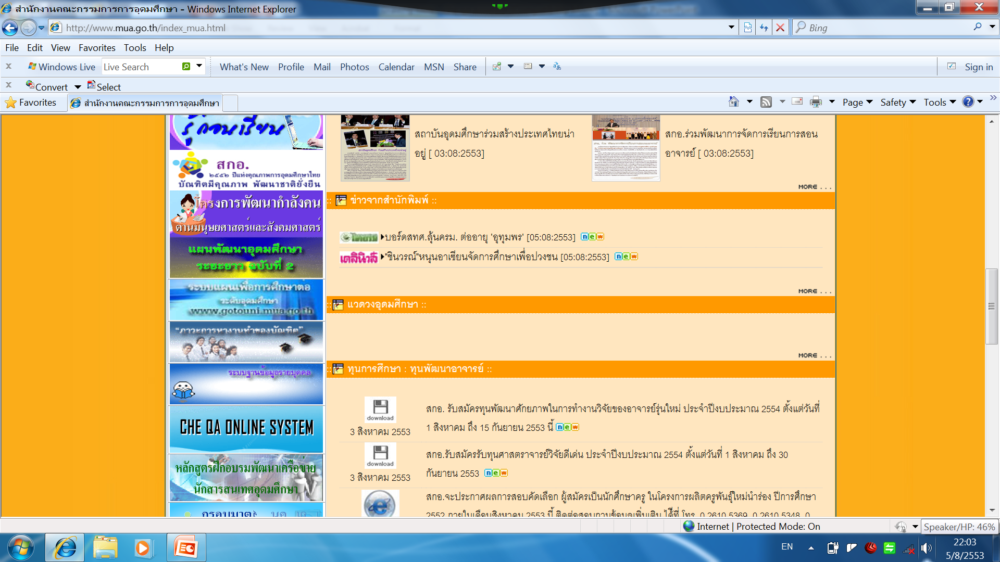 สำนักงานคณะกรรมการการอุดมศึกษา - Windows Internet Explorer
http://www.mua.go.th/index_mua.html
Bing
File Edit View Favorites Tools Help
x Windows Live Live Search What's New Profile Mail Photos Calendar MSN Share Sign in
x Convert Select
Favorites สำนักงานคณะกรรมการการอุดมศึกษา Page Safety Tools
รู้ก่อนเรียน
สกอ.
๒๕๕๒ ปีแห่งคุณภาพการอุดมศึกษาไทย
บัณฑิตมีคุณภาพ พัฒนาชาติยั่งยืน
โครงการพัฒนากำลังคน
ด้านมนุษยศาสตร์และสังคมศาสตร์
แผนพัฒนาอุดมศึกษา
ระยะยาว ฉบับที่ 2
ระบบแผนเพื่อการศึกษาต่อ
ระดับอุดมศึกษา
www.gotouni.mua.go.th
"ภาวะการหางานทำของบัณฑิต"
ระบบฐานข้อมูลรายบุคคล
CHE QA ONLINE SYSTEM
หลักสูตรฝึกอบรมพัฒนาเครือข่าย
นักสารสนเทศอุดมศึกษา
สถาบันอุดมศึกษาร่วมสร้างประเทศไทยน่า
อยู่ [ 03:08:2553]
สกอ.ร่วมพัฒนาการจัดการเรียนการสอน
อาจารย์ [ 03:08:2553]
MORE . . .
:: ข่าวจากสำนักพิมพ์ ::
ไทยรัฐ บอร์ดสทศ.ลุ้นครม. ต่ออายุ 'อุทุมพร' [05:08:2553] new
เดลินิวส์ "ชินวรณ์"หนุนอาเซียนจัดการศึกษาเพื่อปวงชน [05:08:2553] new
MORE . . .
:: แวดวงอุดมศึกษา ::
MORE . . .
:: ทุนการศึกษา : ทุนพัฒนาอาจารย์ ::
download
3 สิงหาคม 2553
สกอ. รับสมัครทุนพัฒนาศักยภาพในการทำงานวิจัยของอาจารย์รุ่นใหม่ ประจำปีงบประมาณ 2554 ตั้งแต่วันที่
1 สิงหาคม ถึง 15 กันยายน 2553 นี้ new
download
3 สิงหาคม 2553
สกอ.รับสมัครรับทุนศาสตราจารย์วิจัยดีเด่น ประจำปีงบประมาณ 2554 ตั้งแต่วันที่ 1 สิงหาคม ถึง 30
กันยายน 2553 new
สกอ.จะประกาศผลการสอบคัดเลือก ผู้สมัครเป็นนักศึกษาครู ในโครงการผลิตครูพันธุ์ใหม่นำร่อง ปีการศึกษา
2552 ภายในเดือนสิงหาคม 2553 นี้ ติดต่อสอบถามข้อมูลเพิ่มเติม ได้ที่ โทร. 0 2610 5369, 0 2610 5348, 0
Internet | Protected Mode: On
Speaker/HP: 46%
EN
22:03
5/8/2553